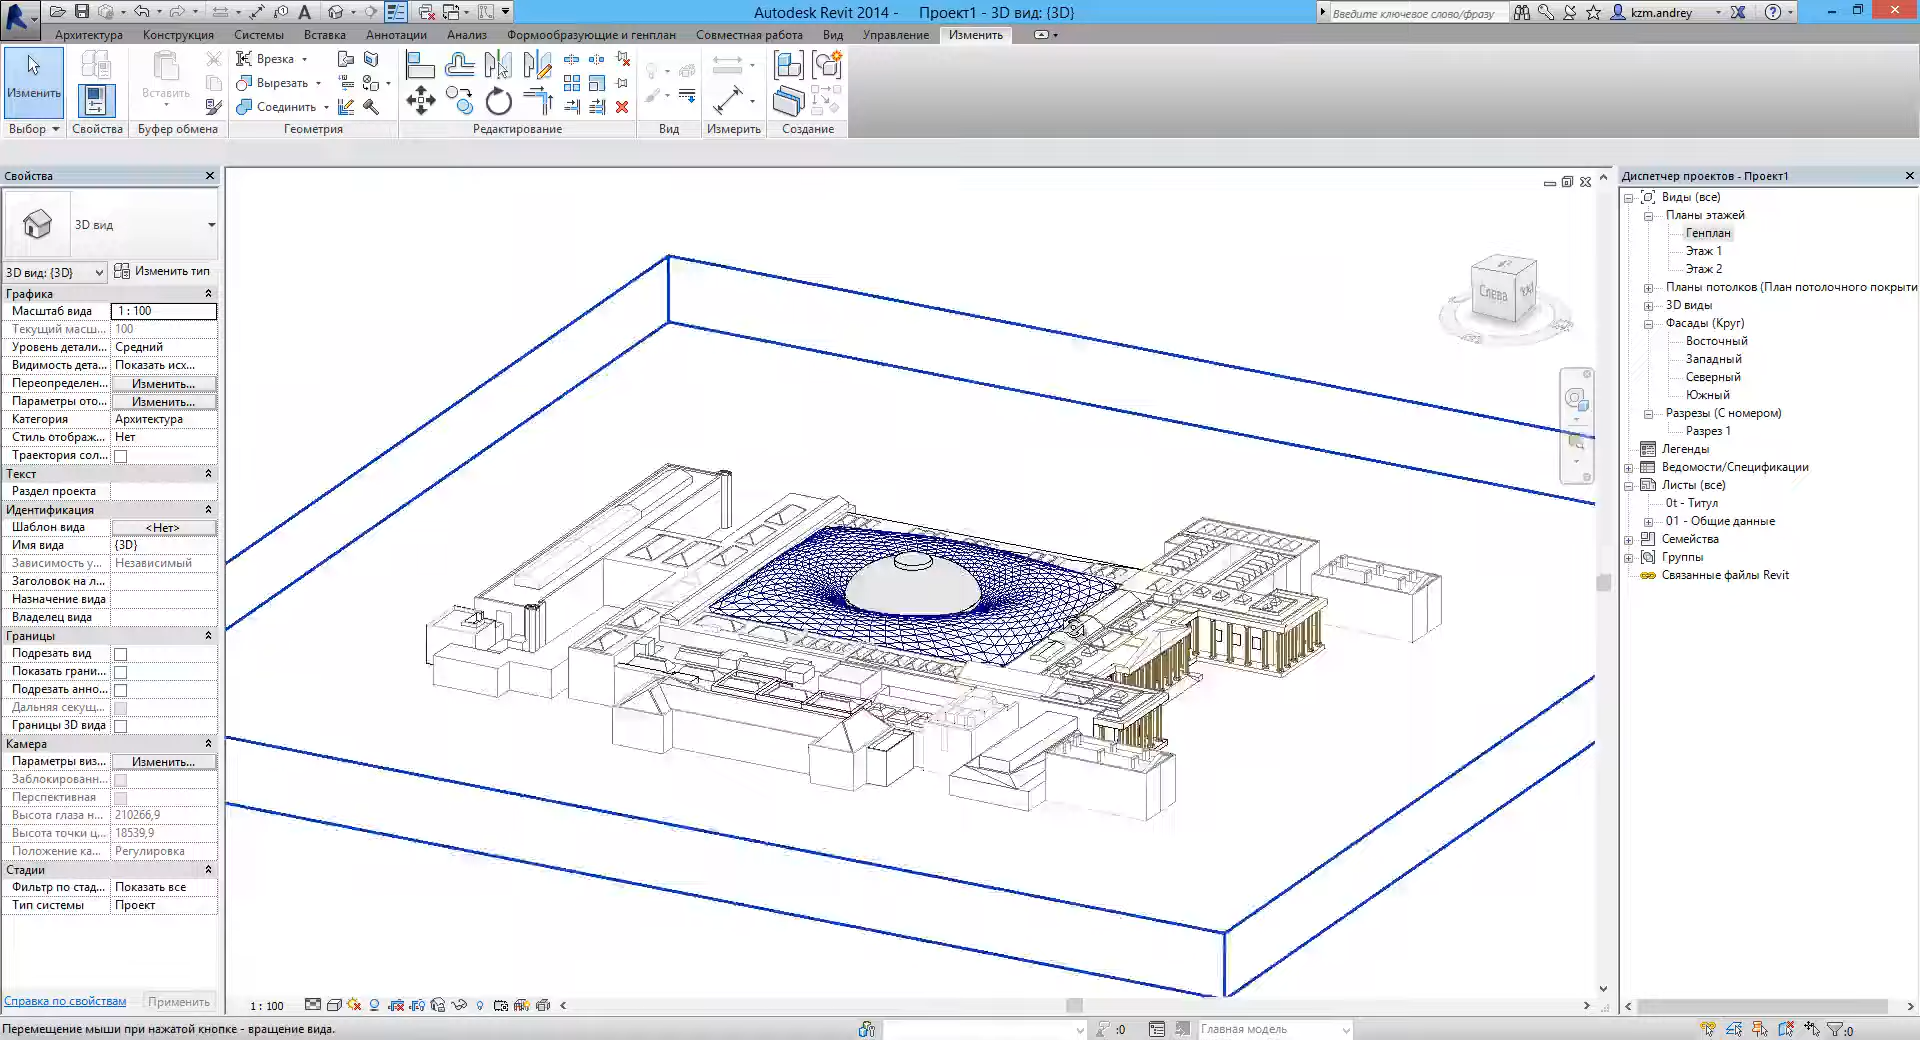 Autodesk Revit 2014 - Проект1 - 3D вид: {3D}
Введите ключевое слово/фразу
kzm.andrey
Архитектура Конструкция Системы Вставка Аннотации Анализ Формообразующие и генплан Совместная работа Вид Управление Изменить
Изменить
Вставить
Врезка
Вырезать
Соединить
Выбор Свойства Буфер обмена Геометрия Редактирование Вид Измерить Создание
Свойства
3D вид
3D вид: {3D} Изменить тип
Графика
Масштаб вида 1 : 100
Текущий масш... 100
Уровень детали... Средний
Видимость дета... Показать исх...
Переопределен... Изменить...
Параметры ото... Изменить...
Категория Архитектура
Стиль отображ... Нет
Траектория сол...
Текст
Раздел проекта
Идентификация
Шаблон вида <Нет>
Имя вида {3D}
Зависимость у... Независимый
Заголовок на л...
Назначение вида
Владелец вида
Границы
Подрезать вид
Показать грани...
Подрезать анно...
Дальняя секущ...
Границы 3D вида
Камера
Параметры виз... Изменить...
Заблокированн...
Перспективная
Высота глаза н... 210266,9
Высота точки ц... 18539,9
Положение ка... Регулировка
Стадии
Фильтр по стад... Показать все
Тип системы Проект
Справка по свойствам Применить
Слева
1 : 100
Диспетчер проектов - Проект1
Виды (все)
Планы этажей
Генплан
Этаж 1
Этаж 2
Планы потолков (План потолочного покрыти
3D виды
Фасады (Круг)
Восточный
Западный
Северный
Южный
Разрезы (С номером)
Разрез 1
Легенды
Ведомости/Спецификации
Листы (все)
0t - Титул
01 - Общие данные
Семейства
Группы
Связанные файлы Revit
Перемещение мыши при нажатой кнопке - вращение вида.
:0
Главная модель
:0